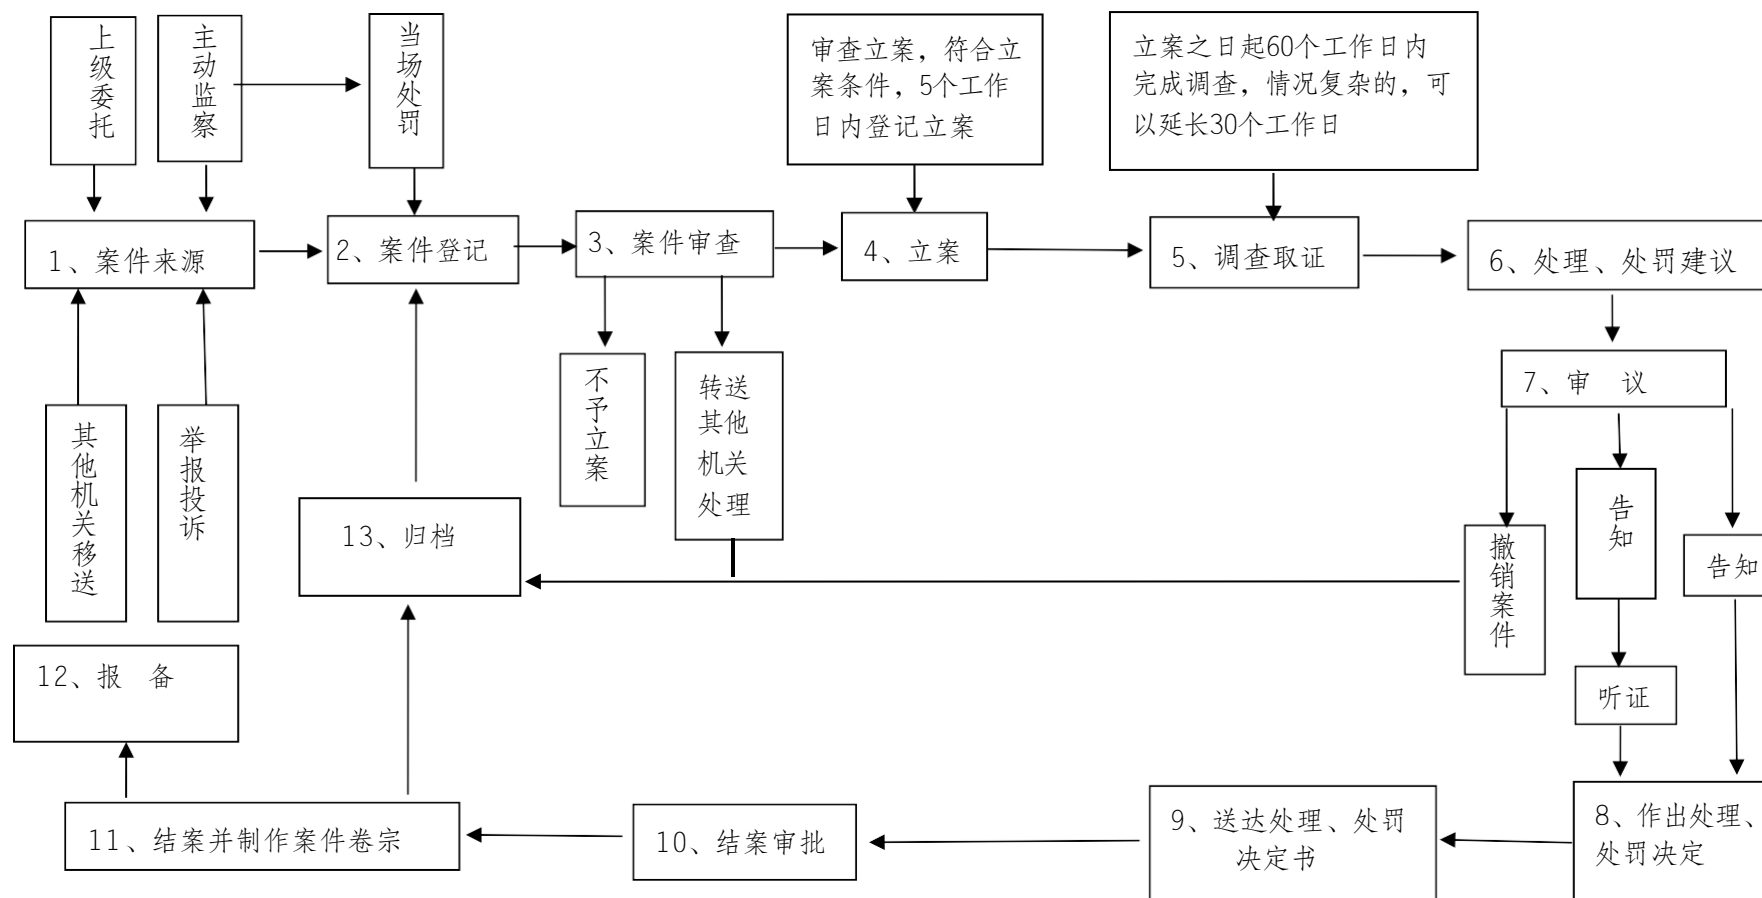 上级委托
主动监察
当场处罚
审查立案，符合立
案条件，5个工作
日内登记立案
立案之日起60个工作日内
完成调查，情况复杂的，可
以延长30个工作日
1、案件来源
2、案件登记
3、案件审查
4、立案
5、调查取证
6、处理、处罚建议
7、审 议
其他机关移送
举报投诉
不予立案
转送
其他
机关
处理
13、归档
撤销案件
告知
告知
听证
12、报 备
11、结案并制作案件卷宗
10、结案审批
9、送达处理、处罚
决定书
8、作出处理、
处罚决定